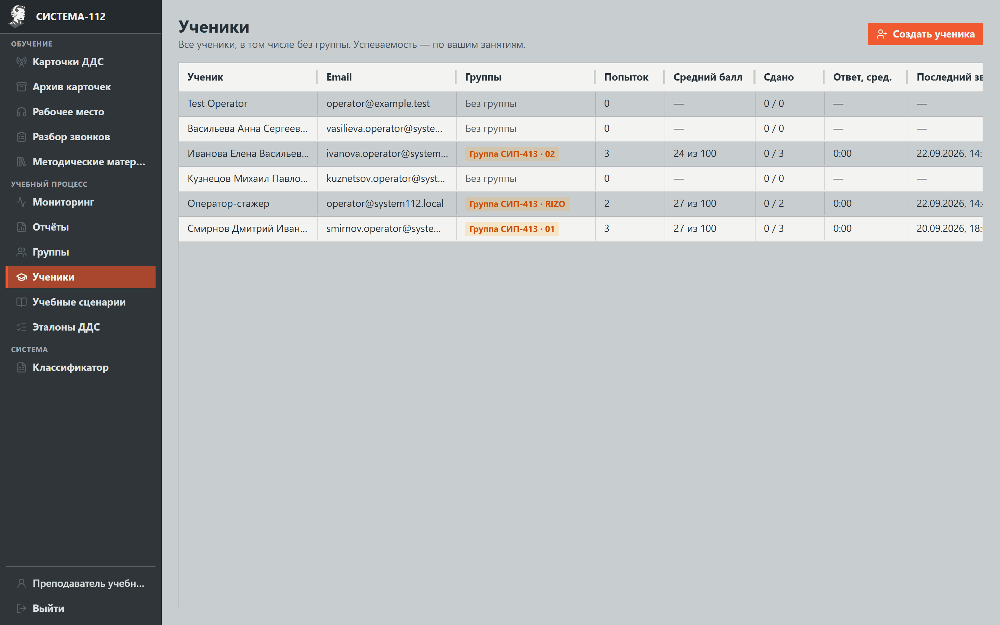 СИСТЕМА-112
ОБУЧЕНИЕ
Карточки ДДС
Архив карточек
Рабочее место
Разбор звонков
Методические матер...
УЧЕБНЫЙ ПРОЦЕСС
Мониторинг
Отчёты
Группы
Ученики
Учебные сценарии
Эталоны ДДС
СИСТЕМА
Классификатор
Преподаватель учебн...
Выйти
Ученики
Все ученики, в том числе без группы. Успеваемость — по вашим занятиям.
Создать ученика
Ученик Email Группы Попыток Средний балл Сдано Ответ, сред. Последний зв
Test Operator operator@example.test Без группы 0 — 0 / 0 — —
Васильева Анна Сергеев... vasilieva.operator@syste... Без группы 0 — 0 / 0 — —
Иванова Елена Васильев... ivanova.operator@system... Группа СИП-413 · 02 3 24 из 100 0 / 3 0:00 22.09.2026, 14:
Кузнецов Михаил Павло... kuznetsov.operator@syst... Без группы 0 — 0 / 0 — —
Оператор-стажер operator@system112.local Группа СИП-413 · RIZO 2 27 из 100 0 / 2 0:00 22.09.2026, 14:
Смирнов Дмитрий Иван... smirnov.operator@syste... Группа СИП-413 · 01 3 27 из 100 0 / 3 0:00 20.09.2026, 18: